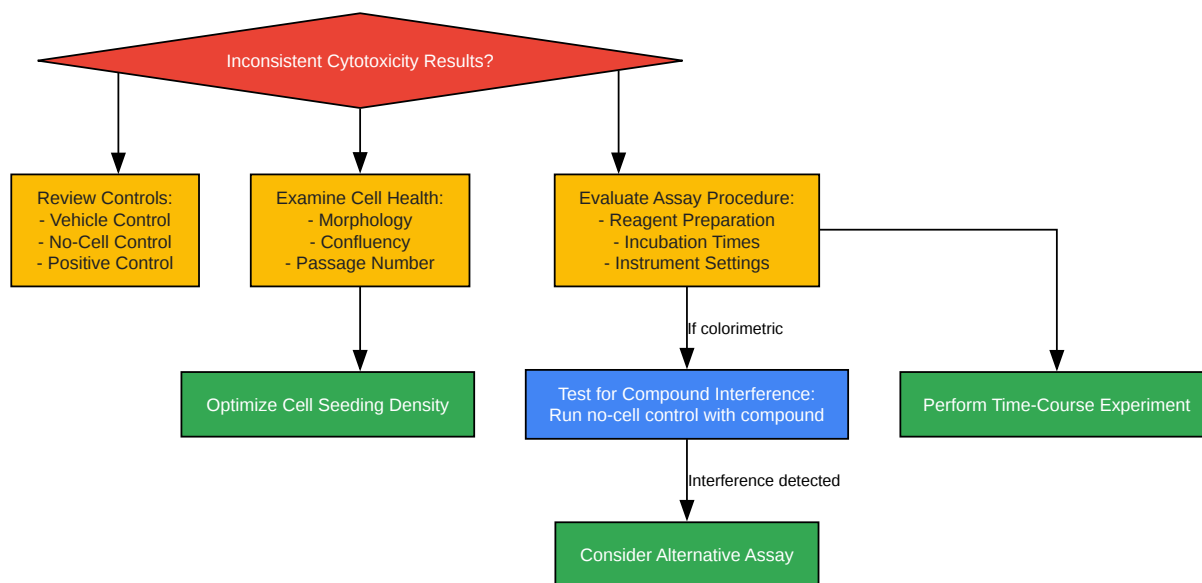 Inconsistent Cytotoxicity Results?
Review Controls:
- Vehicle Control
- No-Cell Control
- Positive Control
Examine Cell Health:
- Morphology
- Confluency
- Passage Number
Evaluate Assay Procedure:
- Reagent Preparation
- Incubation Times
- Instrument Settings
If colorimetric
Optimize Cell Seeding Density
Test for Compound Interference:
Run no-cell control with compound
Perform Time-Course Experiment
Interference detected
Consider Alternative Assay